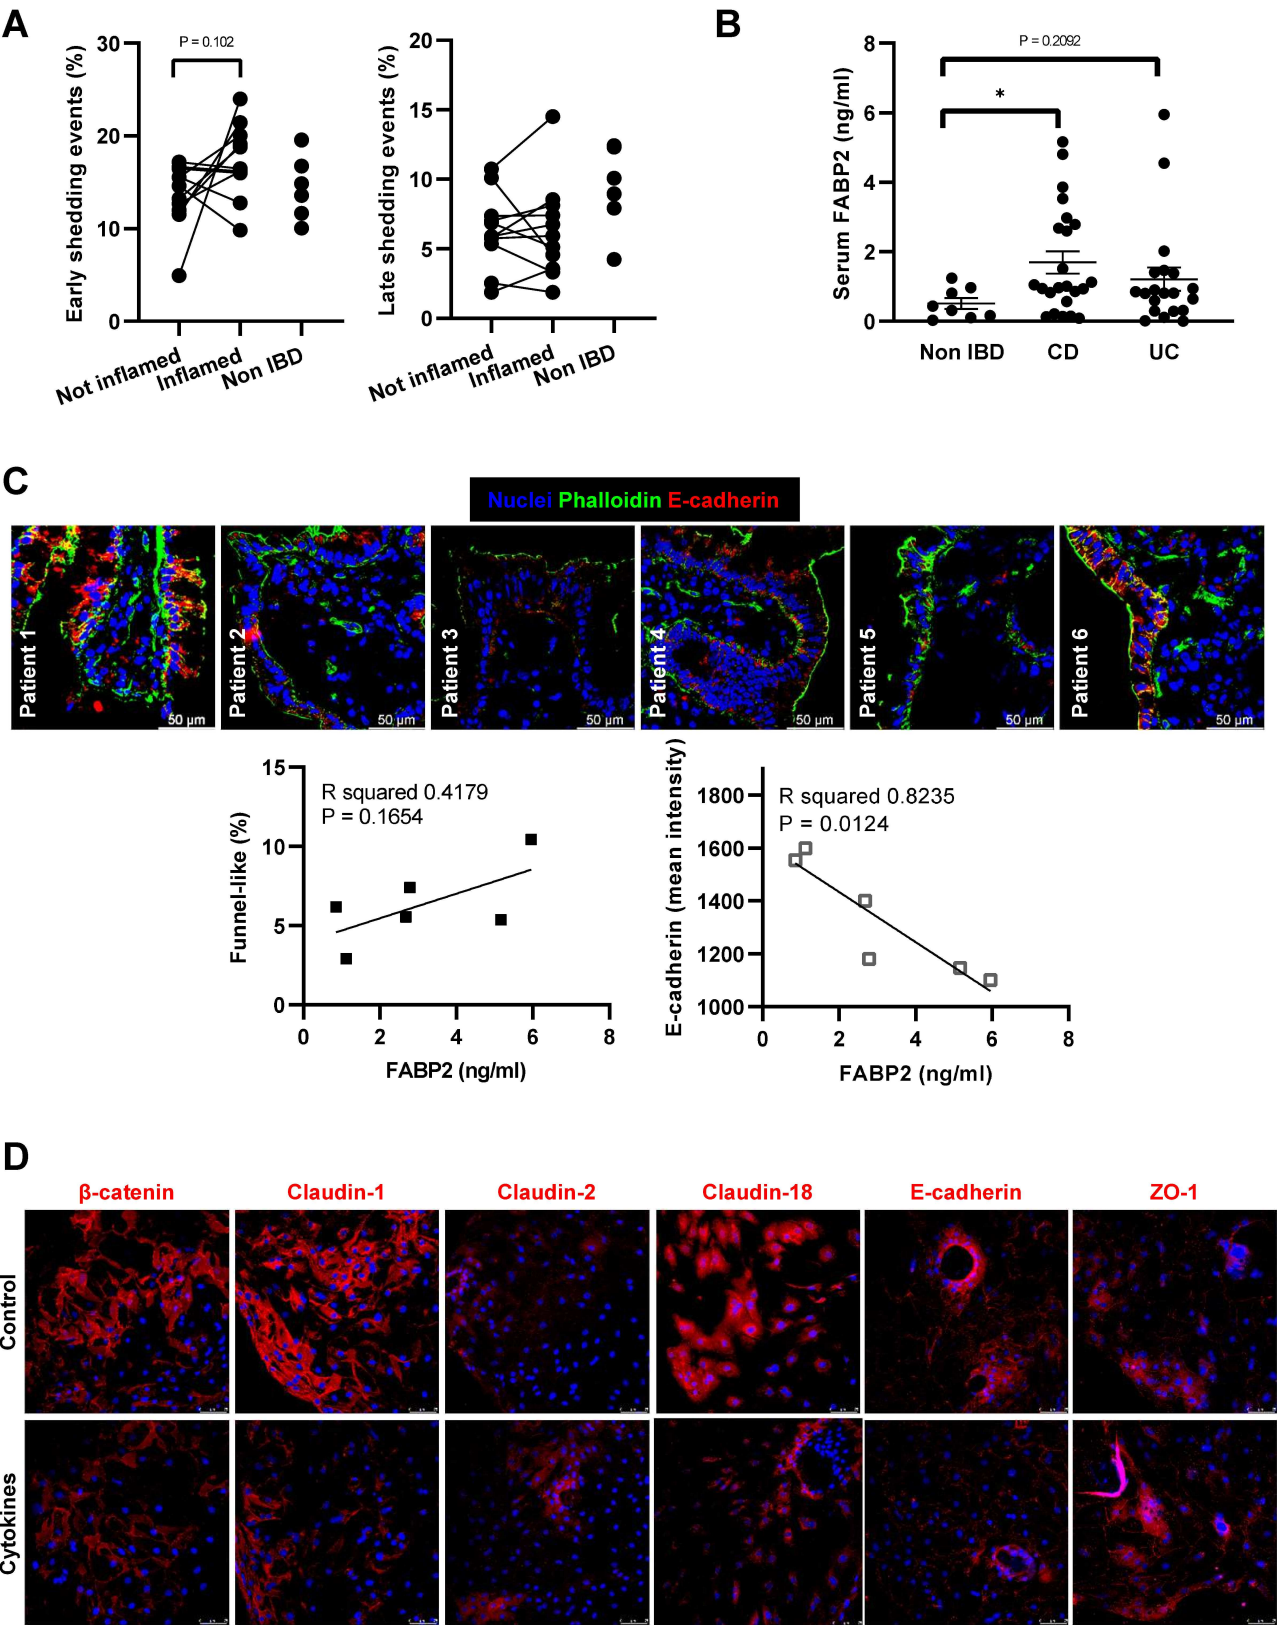 A
B
Early shedding events (%)
30
20
10
0
P = 0.102
Not inflamed
Inflamed
Non IBD
Late shedding events (%)
20
15
10
5
0
Not inflamed
Inflamed
Non IBD
Serum FABP2 (ng/ml)
8
6
4
2
0
P = 0.2092
*
Non IBD
CD
UC
C
Nuclei Phalloidin E-cadherin
Patient 1
50 µm
Patient 2
50 µm
Patient 3
50 µm
Patient 4
50 µm
Patient 5
50 µm
Patient 6
50 µm
Funnel-like (%)
15
10
5
0
R squared 0.4179
P = 0.1654
0 2 4 6 8
FABP2 (ng/ml)
E-cadherin (mean intensity)
1800
1600
1400
1200
1000
R squared 0.8235
P = 0.0124
0 2 4 6 8
FABP2 (ng/ml)
D
β-catenin Claudin-1 Claudin-2 Claudin-18 E-cadherin ZO-1
Control
Cytokines